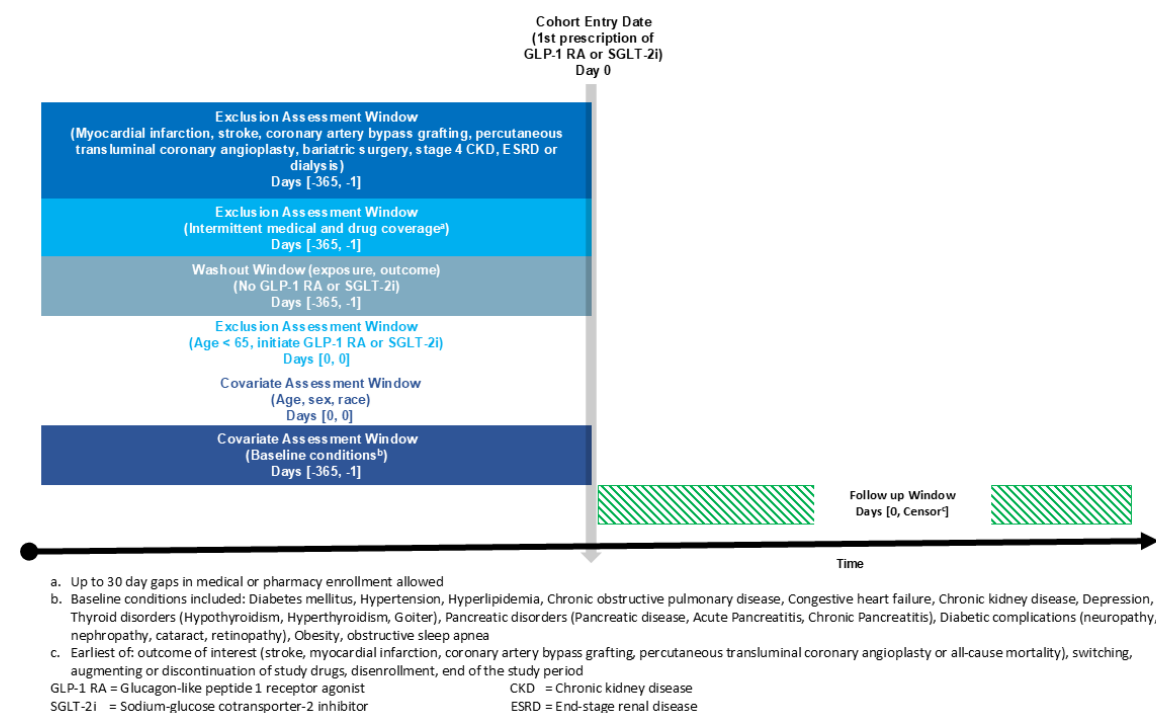 Cohort Entry Date
(1st prescription of
GLP-1 RA or SGLT-2i)
Day 0
Exclusion Assessment Window
(Myocardial infarction, stroke, coronary artery bypass grafting, percutaneous
transluminal coronary angioplasty, bariatric surgery, stage 4 CKD, ESRD or
dialysis)
Days [-365, -1]
Exclusion Assessment Window
(Intermittent medical and drug coverageᵃ)
Days [-365, -1]
Washout Window (exposure, outcome)
(No GLP-1 RA or SGLT-2i)
Days [-365, -1]
Exclusion Assessment Window
(Age < 65, initiate GLP-1 RA or SGLT-2i)
Days [0, 0]
Covariate Assessment Window
(Age, sex, race)
Days [0, 0]
Covariate Assessment Window
(Baseline conditionsᵇ)
Days [-365, -1]
Follow up Window
Days [0, Censorᶜ]
Time
a. Up to 30 day gaps in medical or pharmacy enrollment allowed
b. Baseline conditions included: Diabetes mellitus, Hypertension, Hyperlipidemia, Chronic obstructive pulmonary disease, Congestive heart failure, Chronic kidney disease, Depression,
Thyroid disorders (Hypothyroidism, Hyperthyroidism, Goiter), Pancreatic disorders (Pancreatic disease, Acute Pancreatitis, Chronic Pancreatitis), Diabetic complications (neuropathy,
nephropathy, cataract, retinopathy), Obesity, obstructive sleep apnea
c. Earliest of: outcome of interest (stroke, myocardial infarction, coronary artery bypass grafting, percutaneous transluminal coronary angioplasty or all-cause mortality), switching,
augmenting or discontinuation of study drugs, disenrollment, end of the study period
GLP-1 RA = Glucagon-like peptide 1 receptor agonist CKD = Chronic kidney disease
SGLT-2i = Sodium-glucose cotransporter-2 inhibitor ESRD = End-stage renal disease